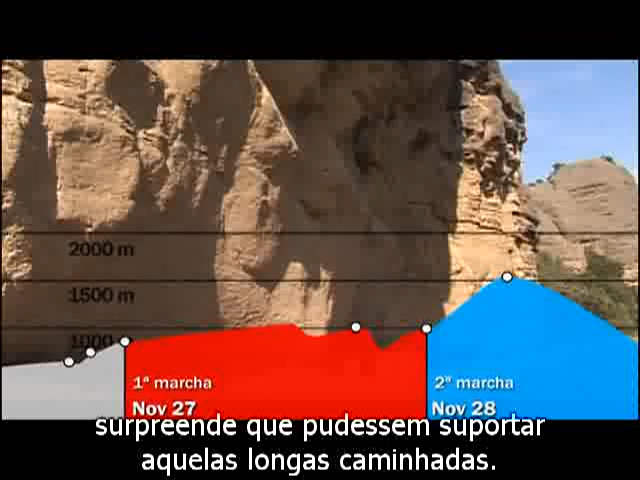 2000 m
1500 m
1000 m
1ª marcha
Nov 27
2ª marcha
Nov 28
surpreende que pudessem suportar
aquelas longas caminhadas.